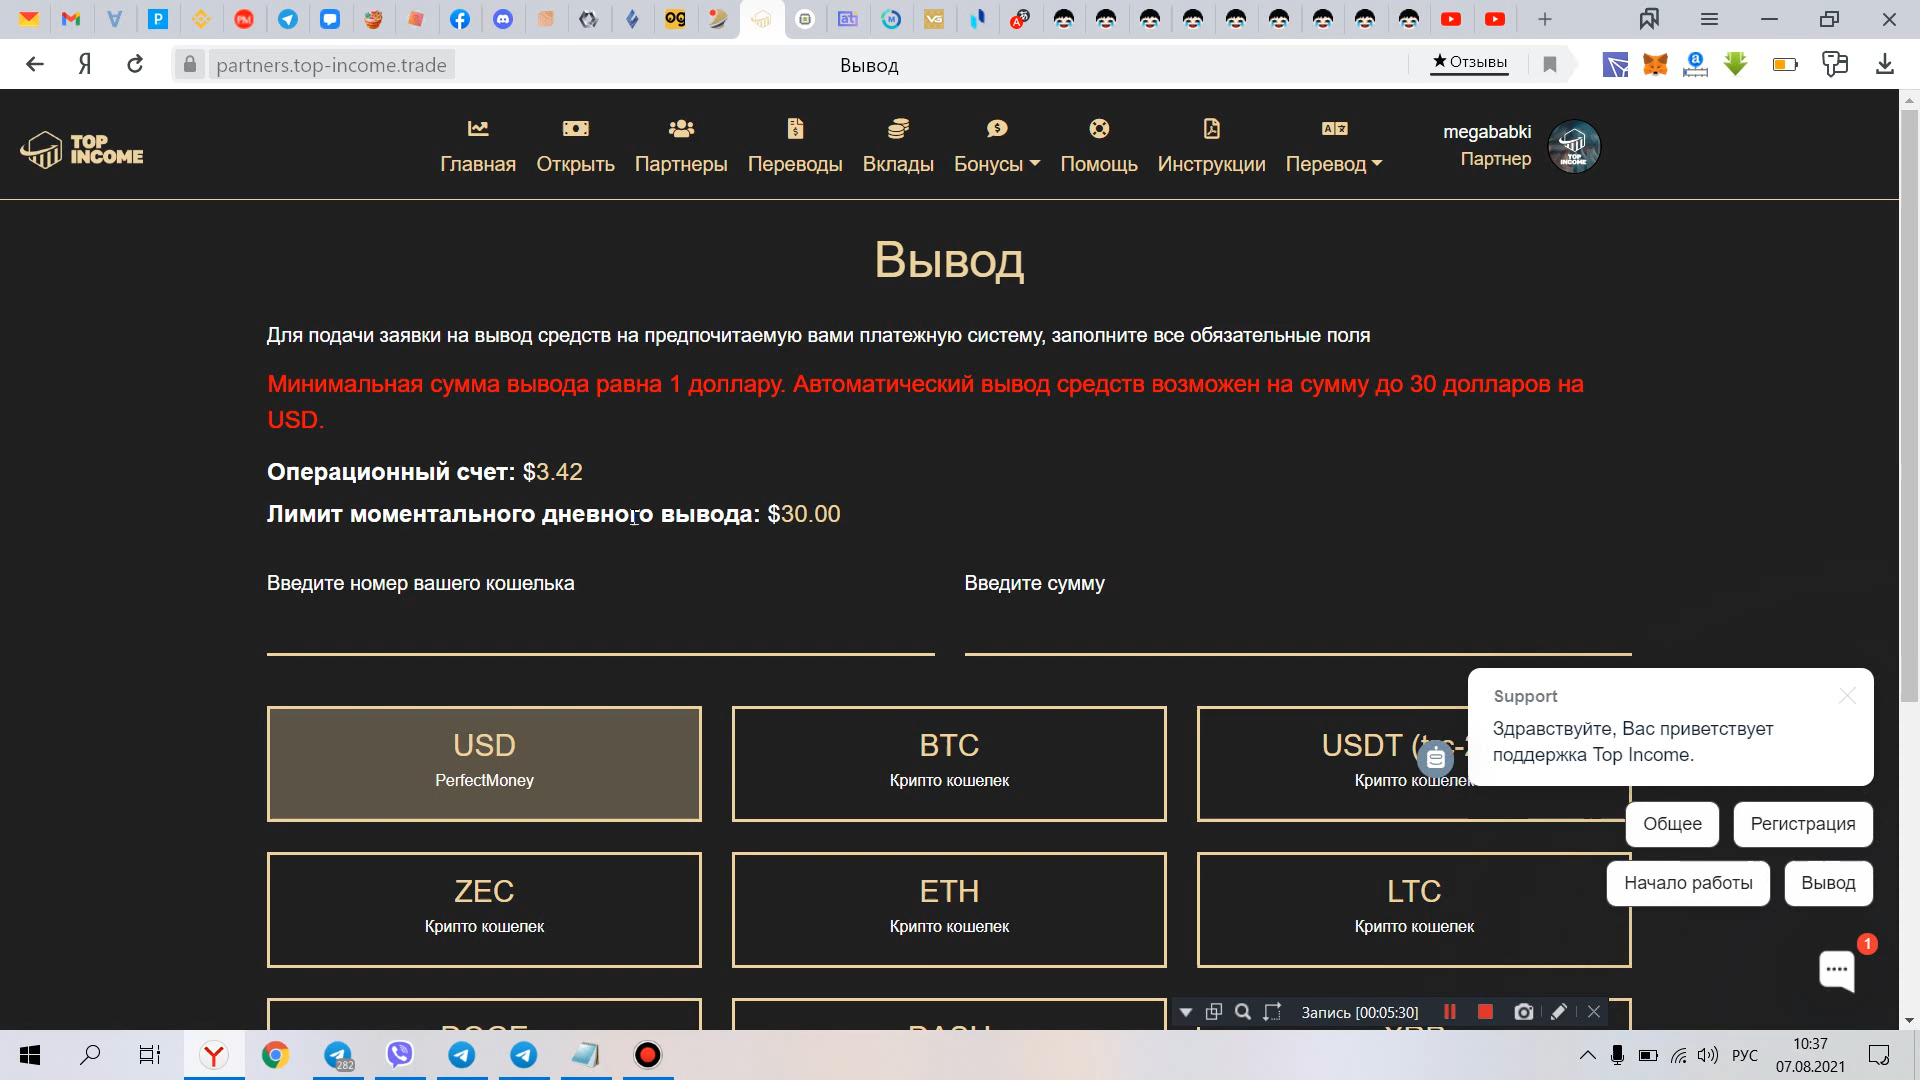 partners.top-income.trade
Вывод
★Отзывы
TOP
INCOME
Главная
Открыть
Партнеры
Переводы
Вклады
Бонусы
Помощь
Инструкции
Перевод
megababki
Партнер
Вывод
Для подачи заявки на вывод средств на предпочитаемую вами платежную систему, заполните все обязательные поля
Минимальная сумма вывода равна 1 доллару. Автоматический вывод средств возможен на сумму до 30 долларов на
USD.
Операционный счет: $3.42
Лимит моментального дневного вывода: $30.00
Введите номер вашего кошелька
Введите сумму
USD
PerfectMoney
BTC
Крипто кошелек
USDT
Крипто кошелек
Support
Здравствуйте, Вас приветствует
поддержка Top Income.
Общее
Регистрация
Начало работы
Вывод
ZEC
Крипто кошелек
ETH
Крипто кошелек
LTC
Крипто кошелек
1
Запись [00:05:30]
282
РУС
10:37
07.08.2021